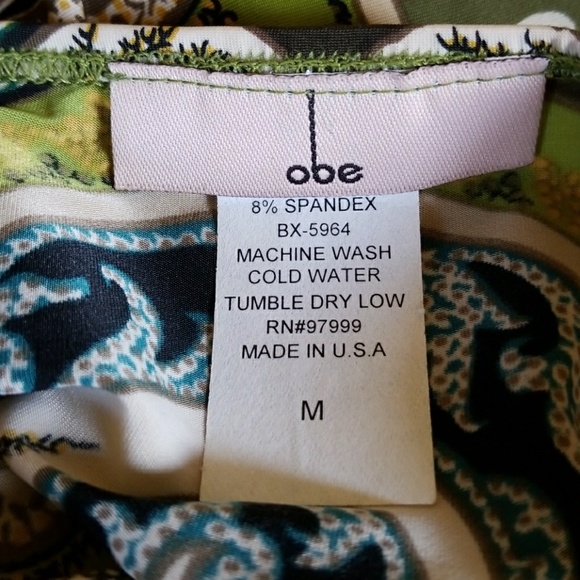 obe
8% SPANDEX
BX-5964
MACHINE WASH
COLD WATER
TUMBLE DRY LOW
RN#97999
MADE IN U.S.A
M